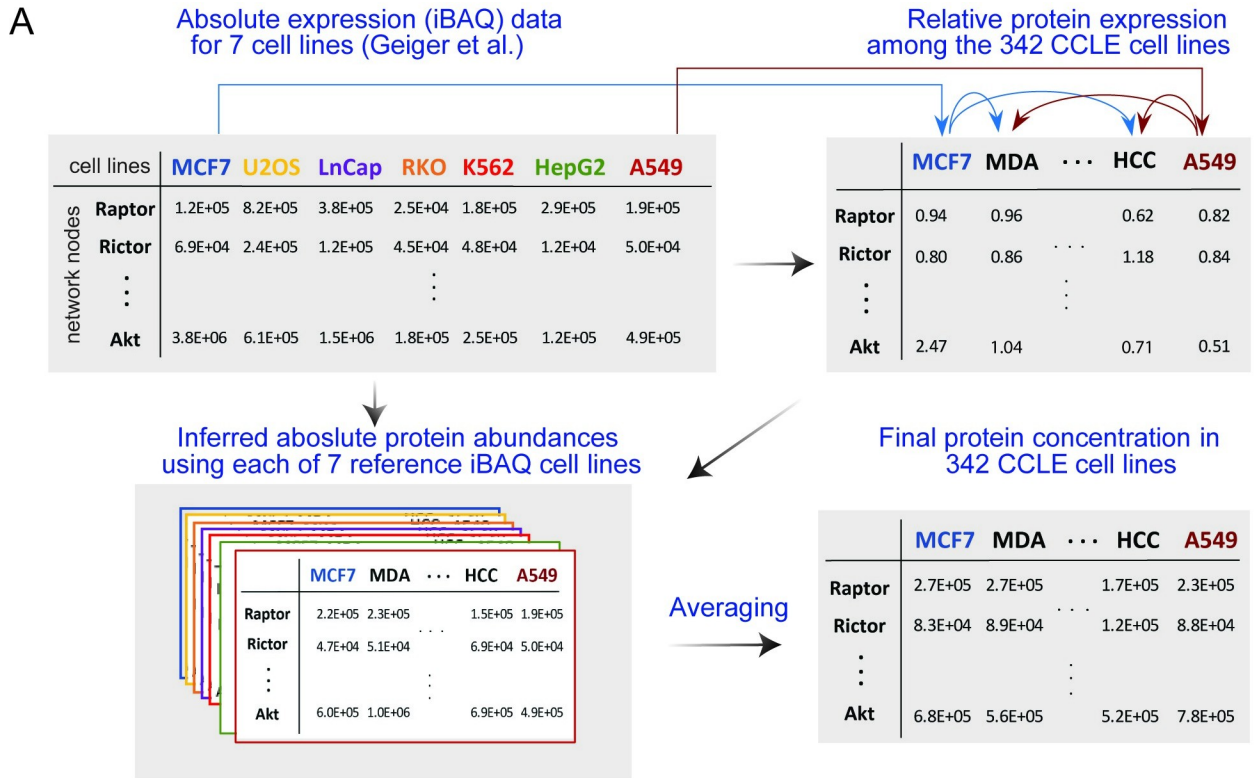 A
Absolute expression (iBAQ) data
for 7 cell lines (Geiger et al.)
Relative protein expression
among the 342 CCLE cell lines
cell lines MCF7 U2OS LnCap RKO K562 HepG2 A549
network nodes
Raptor 1.2E+05 8.2E+05 3.8E+05 2.5E+04 1.8E+05 2.9E+05 1.9E+05
Rictor 6.9E+04 2.4E+05 1.2E+05 4.5E+04 4.8E+04 1.2E+04 5.0E+04
Akt 3.8E+06 6.1E+05 1.5E+06 1.8E+05 2.5E+05 1.2E+05 4.9E+05
MCF7 MDA ... HCC A549
Raptor 0.94 0.96 0.62 0.82
Rictor 0.80 0.86 ... 1.18 0.84
Akt 2.47 1.04 0.71 0.51
Inferred aboslute protein abundances
using each of 7 reference iBAQ cell lines
MCF7 MDA ... HCC A549
Raptor 2.2E+05 2.3E+05 1.5E+05 1.9E+05
Rictor 4.7E+04 5.1E+04 ... 6.9E+04 5.0E+04
Akt 6.0E+05 1.0E+06 6.9E+05 4.9E+05
Averaging
Final protein concentration in
342 CCLE cell lines
MCF7 MDA ... HCC A549
Raptor 2.7E+05 2.7E+05 1.7E+05 2.3E+05
Rictor 8.3E+04 8.9E+04 ... 1.2E+05 8.8E+04
Akt 6.8E+05 5.6E+05 5.2E+05 7.8E+05